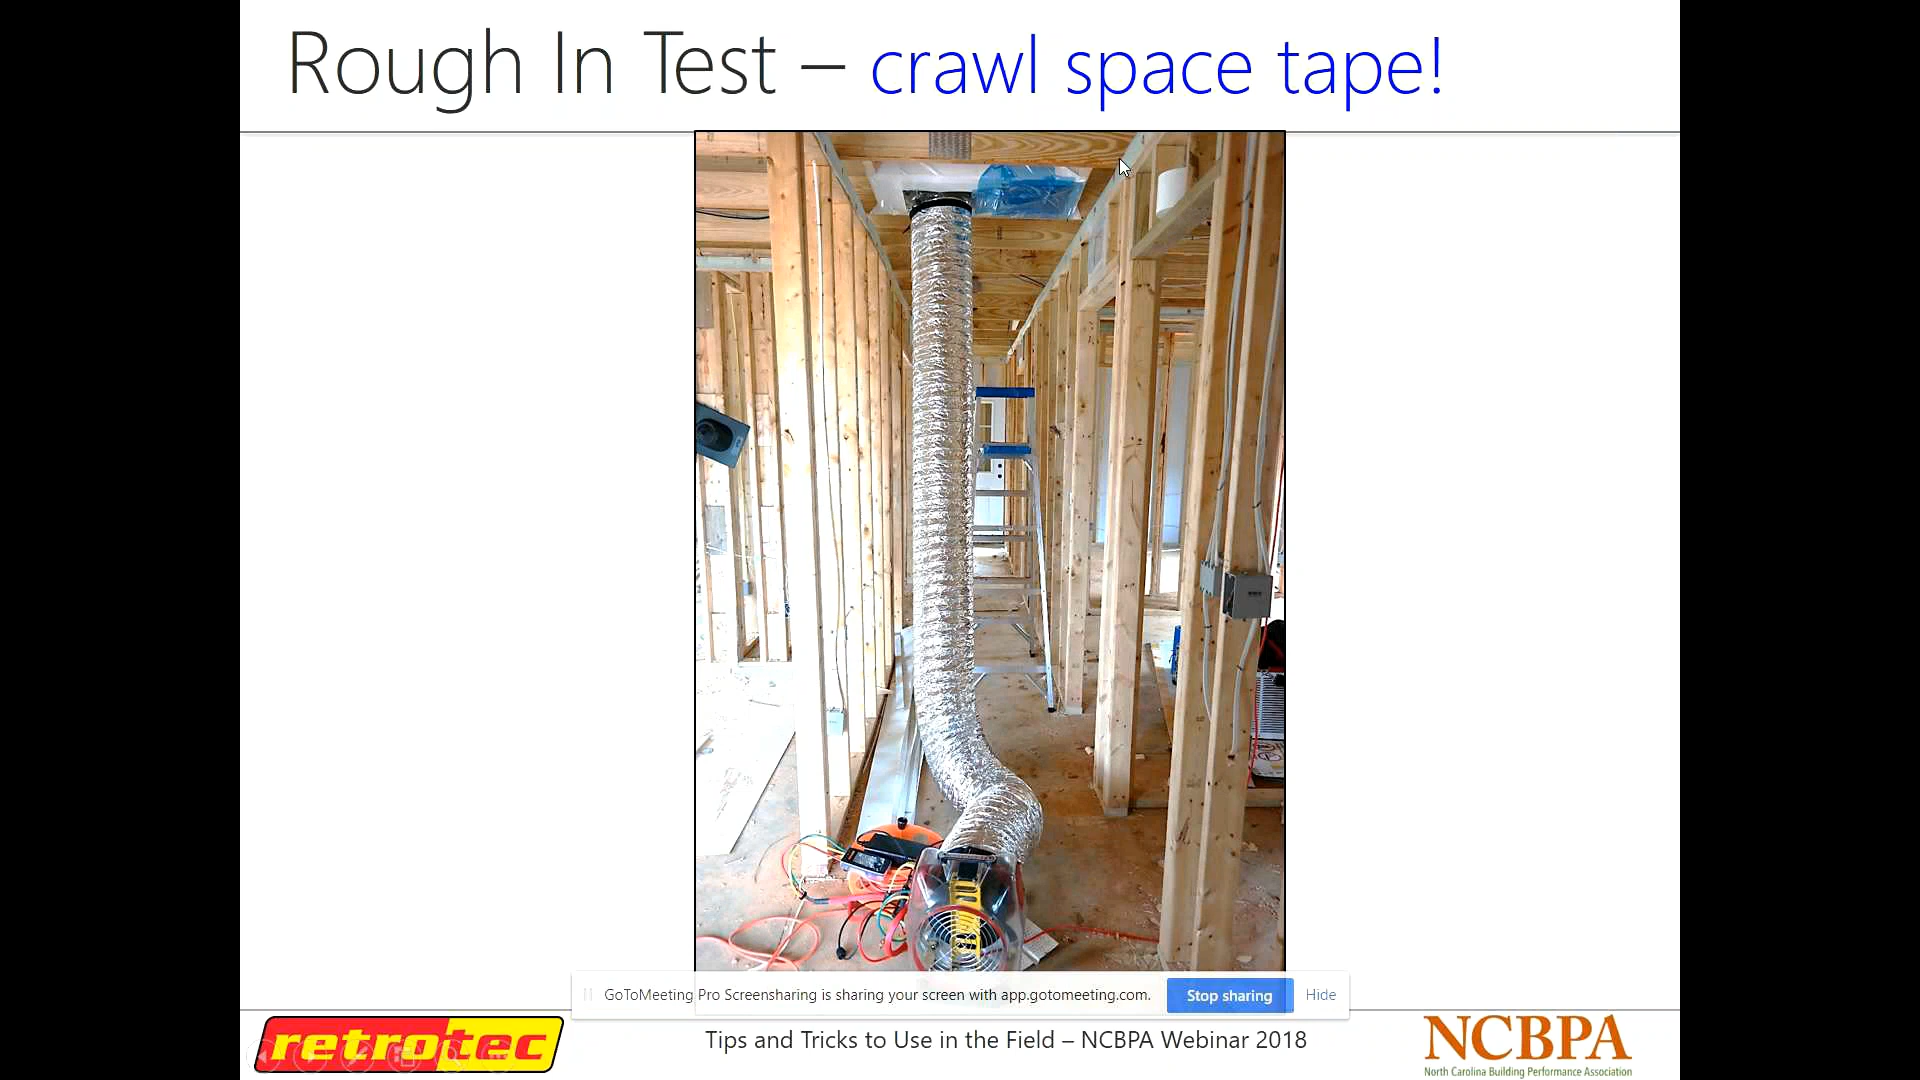 Rough In Test – crawl space tape!
GoToMeeting Pro Screensharing is sharing your screen with app.gotomeeting.com.
Stop sharing
Hide
retrotec
Tips and Tricks to Use in the Field – NCBPA Webinar 2018
NCBPA
North Carolina Building Performance Association